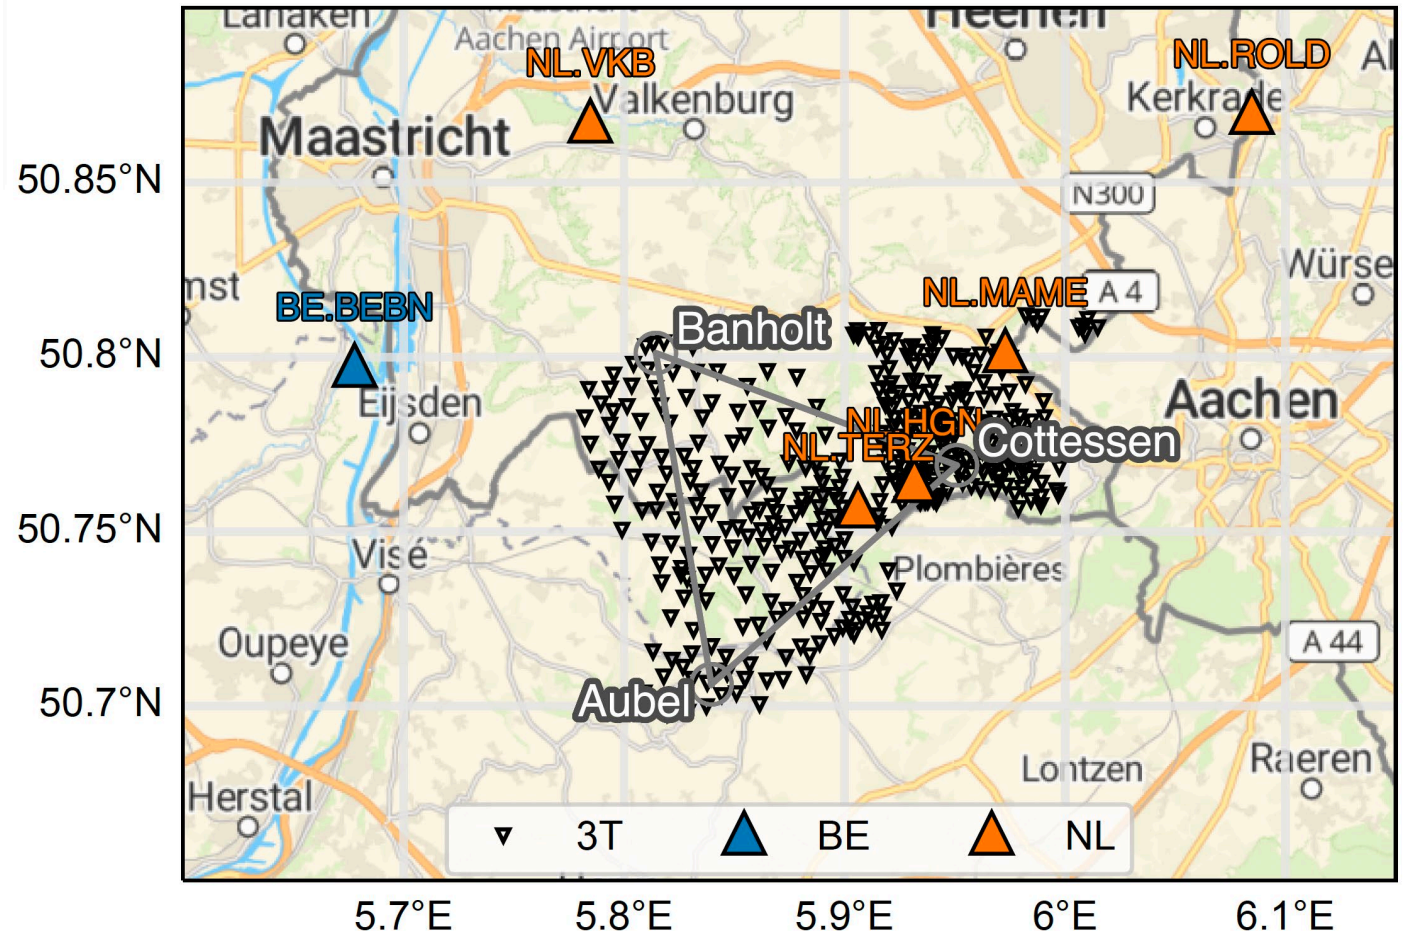 Lanaken
Maastricht
Aachen Airport
Heerlen
NL.VKB
NL.ROLD
Valkenburg
Kerkrade
Maastricht
50.85°N
N300
Würse
mst
BE.BEBN
NL.MAME
A 4
Banholt
50.8°N
Eijsden
Aachen
NL.HGN
NL.TERZ
Cottessen
50.75°N
Visé
Plombières
Oupeye
A 44
Aubel
50.7°N
Lontzen
Raeren
Herstal
3T
BE
NL
5.7°E
5.8°E
5.9°E
6°E
6.1°E